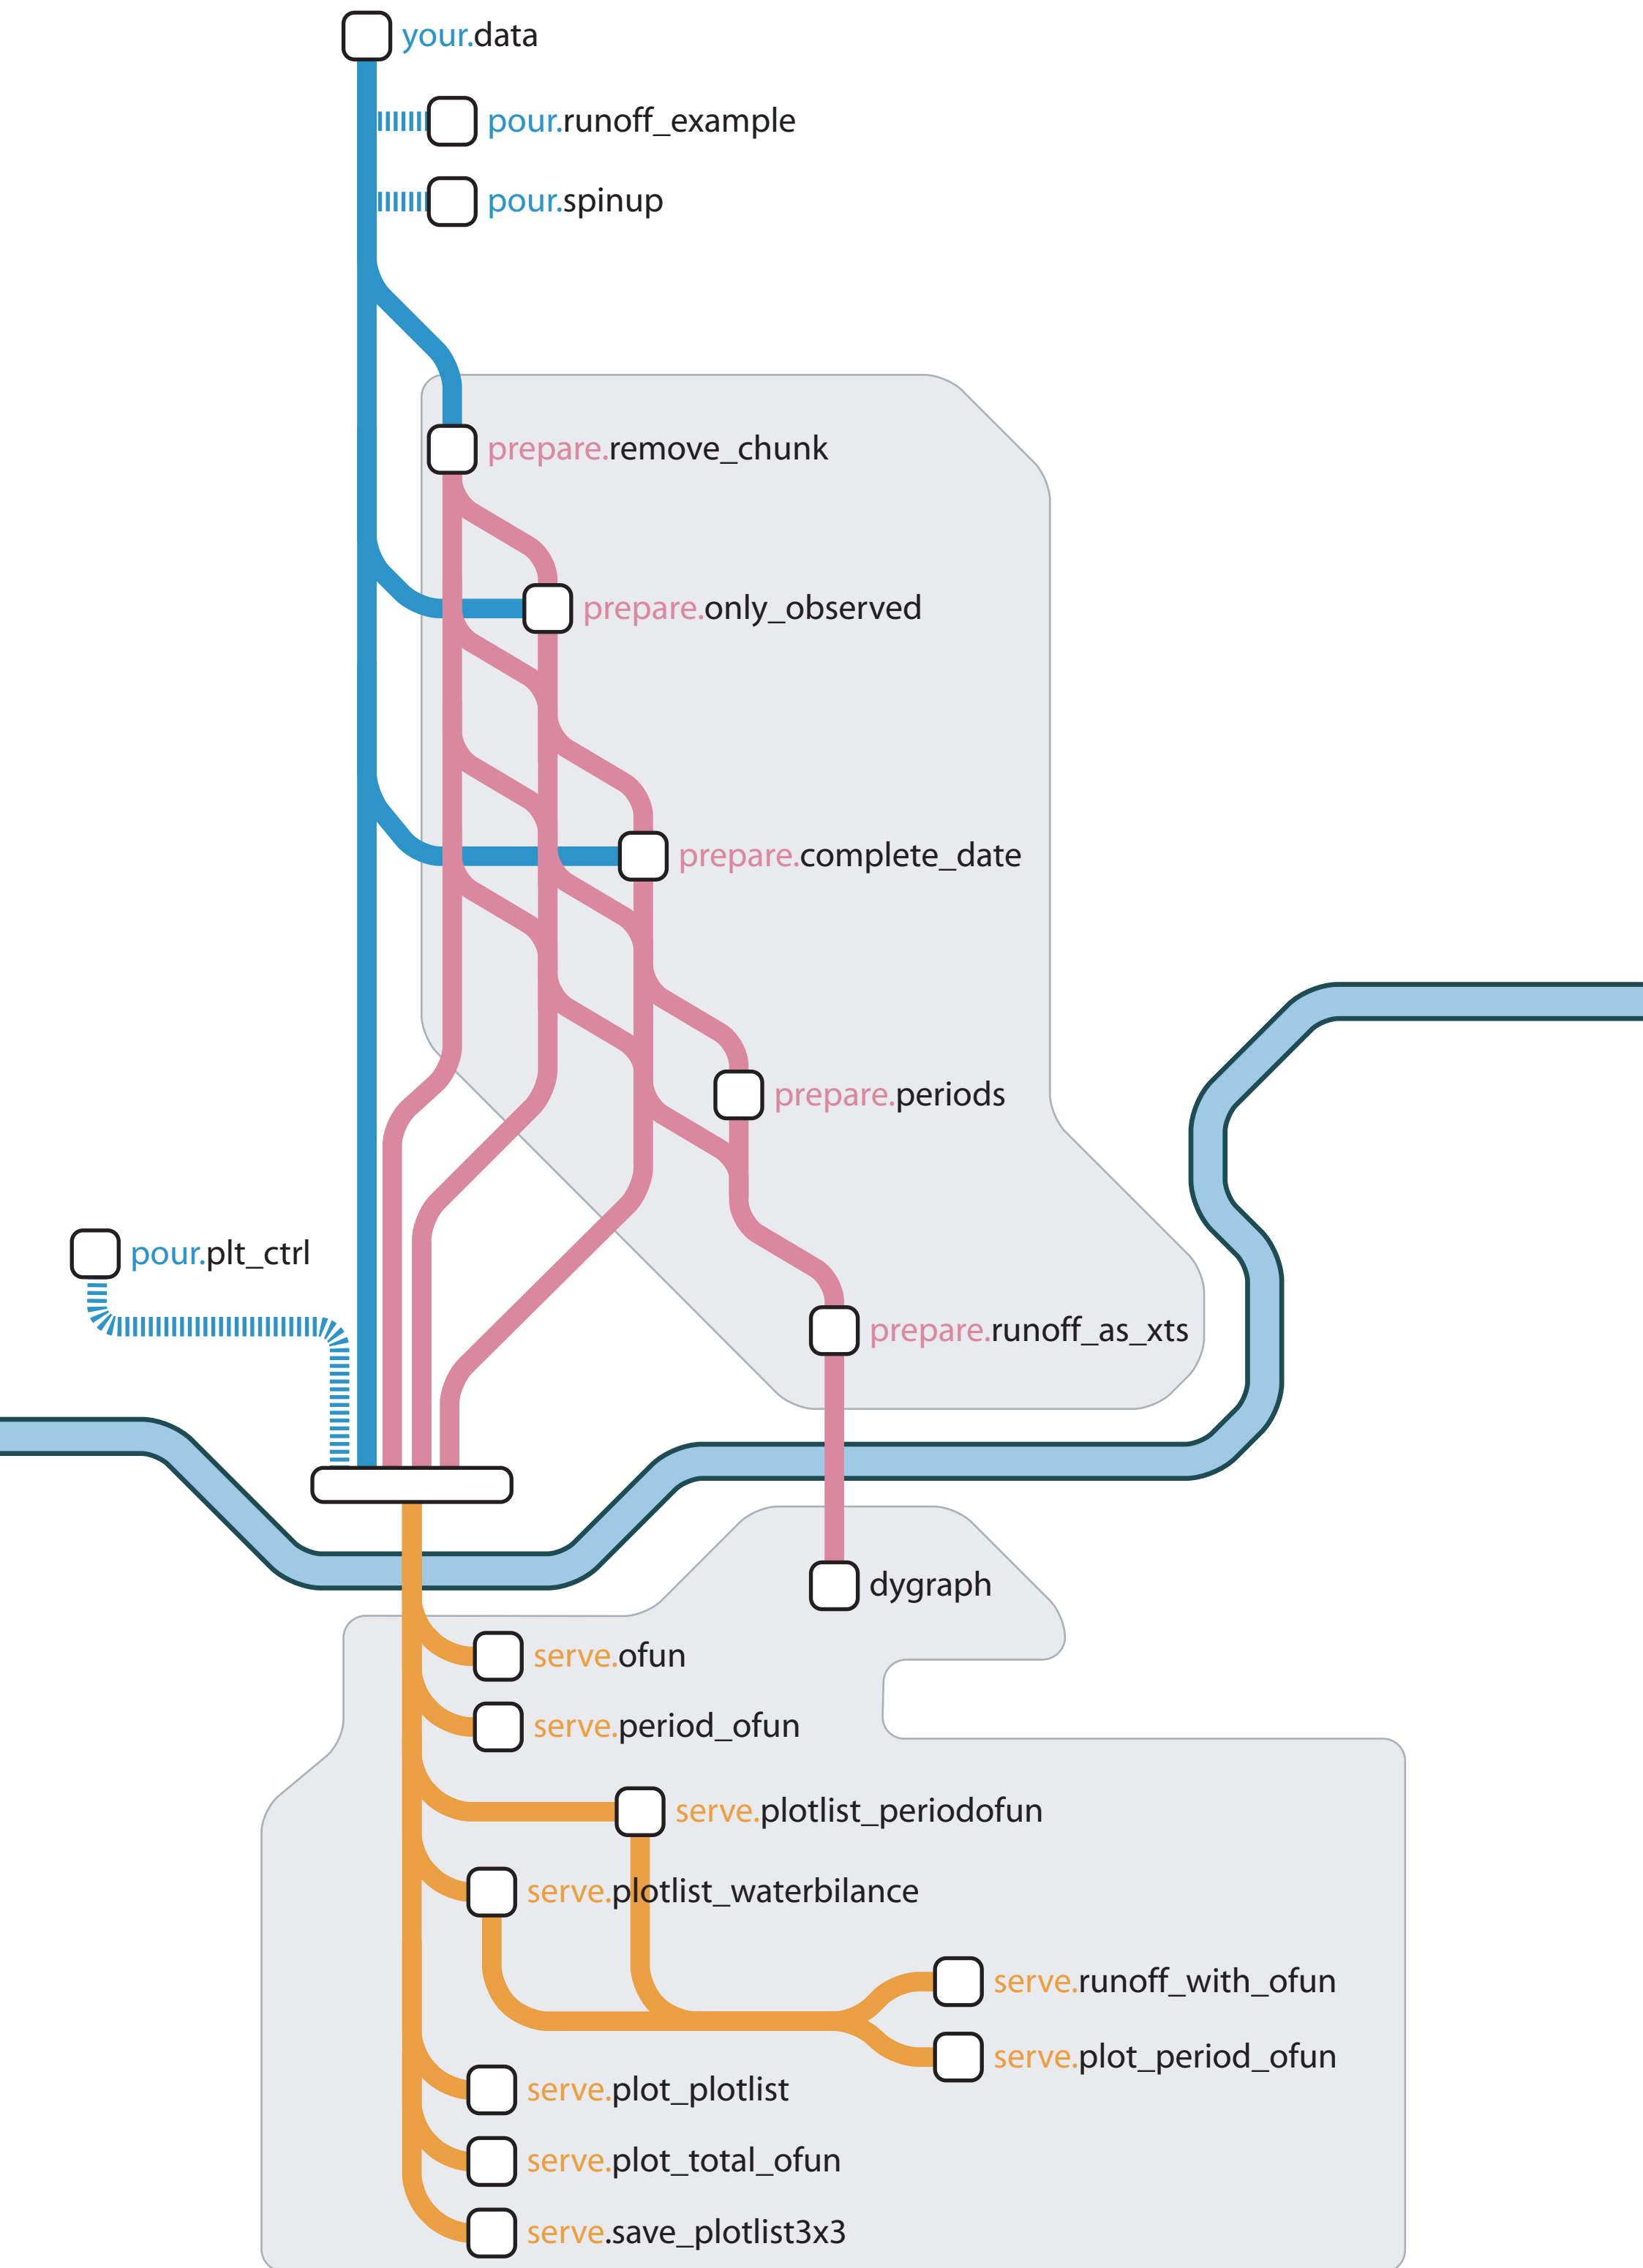 your.data
pour.runoff_example
pour.spinup
prepare.remove_chunk
prepare.only_observed
prepare.complete_date
prepare.periods
pour.plt_ctrl
prepare.runoff_as_xts
dygraph
serve.ofun
serve.period_ofun
serve.plotlist_periodofun
serve.plotlist_waterbilance
serve.runoff_with_ofun
serve.plot_period_ofun
serve.plot_plotlist
serve.plot_total_ofun
serve.save_plotlist3x3